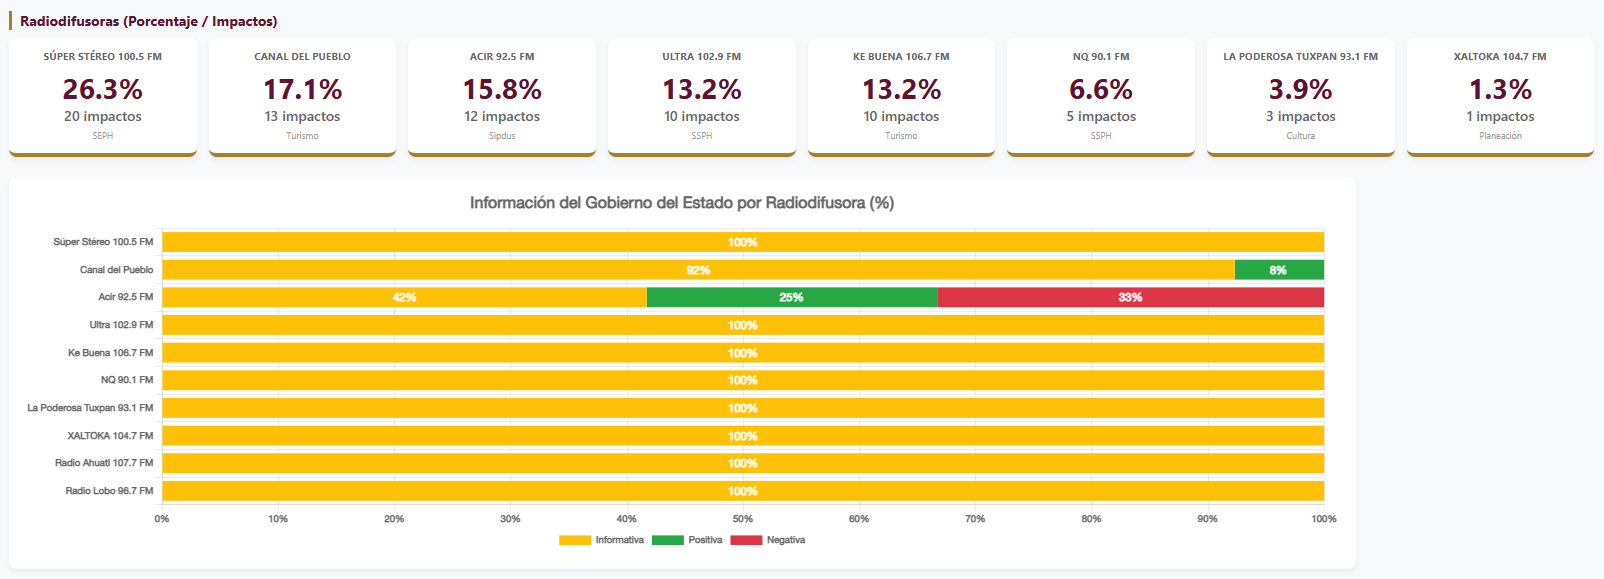 Radiodifusoras (Porcentaje / Impactos)
SÚPER STÉREO 100.5 FM
26.3%
20 impactos
SEPH
CANAL DEL PUEBLO
17.1%
13 impactos
Turismo
ACIR 92.5 FM
15.8%
12 impactos
Sipdus
ULTRA 102.9 FM
13.2%
10 impactos
SSPH
KE BUENA 106.7 FM
13.2%
10 impactos
Turismo
NQ 90.1 FM
6.6%
5 impactos
SSPH
LA PODEROSA TUXPAN 93.1 FM
3.9%
3 impactos
Cultura
XALTOKA 104.7 FM
1.3%
1 impactos
Planeación
Información del Gobierno del Estado por Radiodifusora (%)
Súper Stéreo 100.5 FM 100%
Canal del Pueblo 92% 8%
Acir 92.5 FM 42% 25% 33%
Ultra 102.9 FM 100%
Ke Buena 106.7 FM 100%
NQ 90.1 FM 100%
La Poderosa Tuxpan 93.1 FM 100%
XALTOKA 104.7 FM 100%
Radio Ahuatl 107.7 FM 100%
Radio Lobo 96.7 FM 100%
0% 10% 20% 30% 40% 50% 60% 70% 80% 90% 100%
Informativa Positiva Negativa